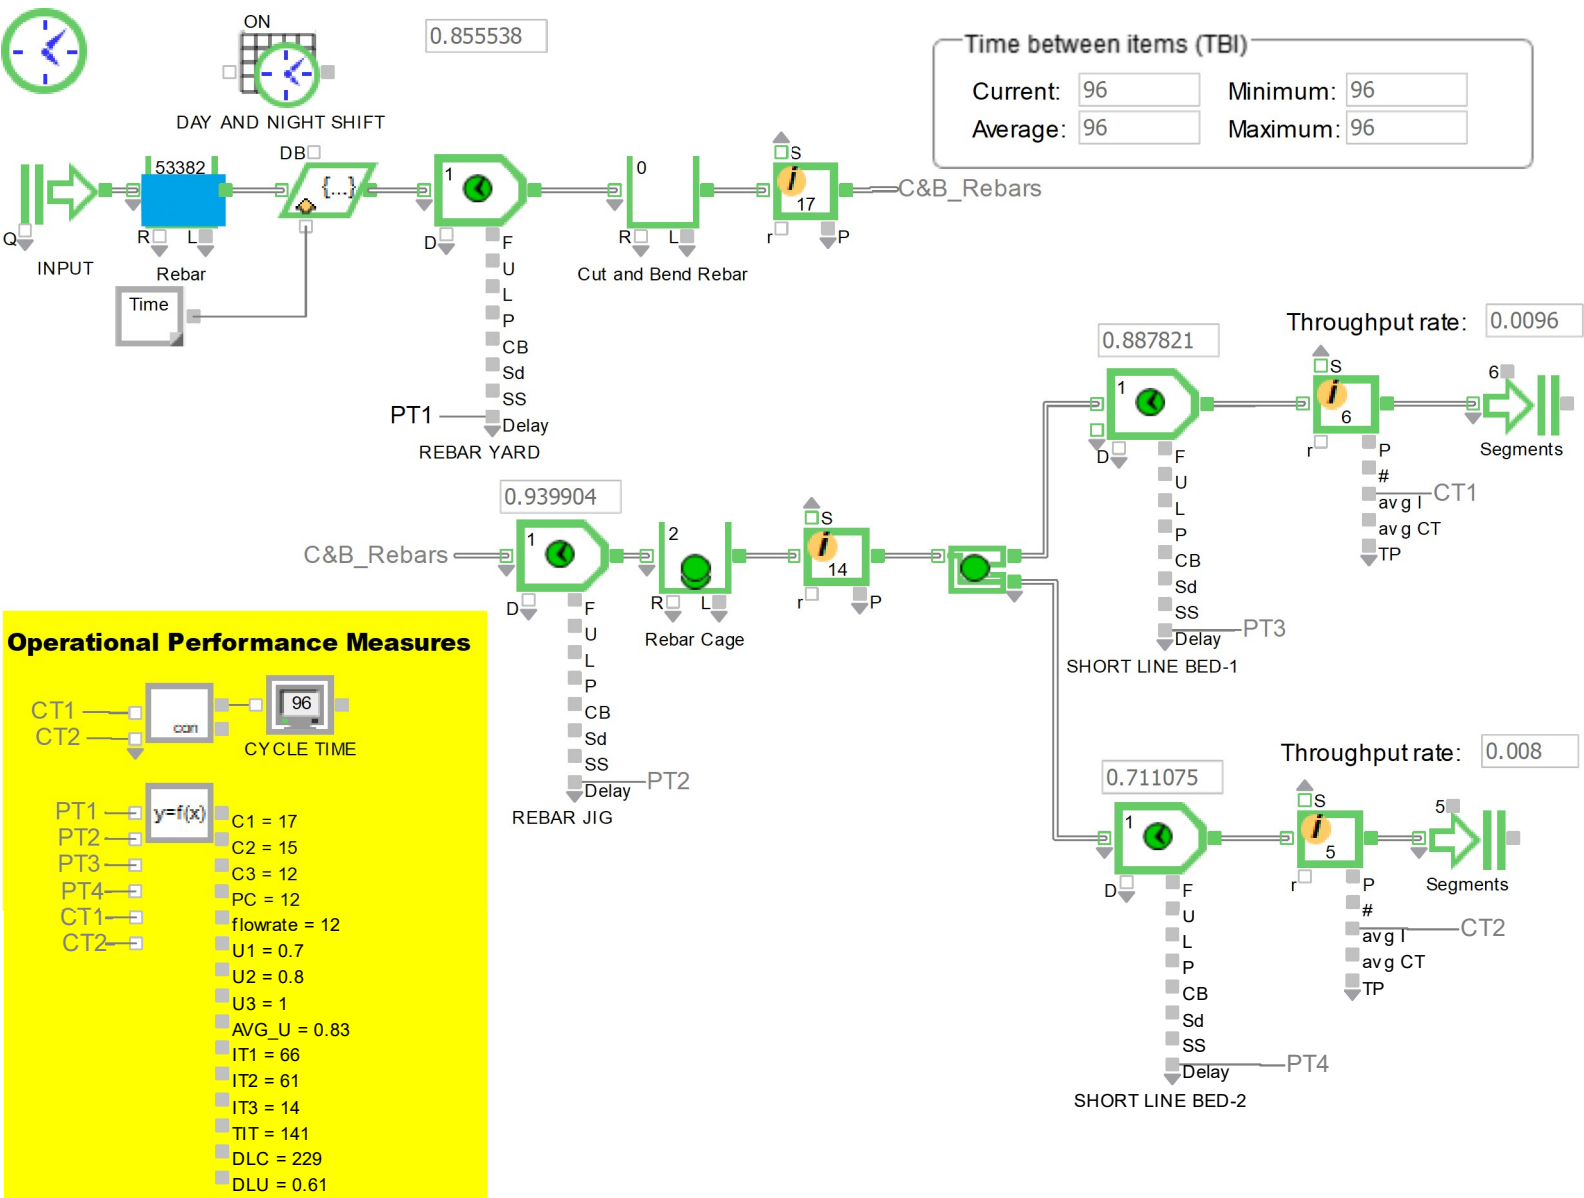 ON
0.855538
DAY AND NIGHT SHIFT
Time between items (TBI)
Current: 96 Minimum: 96
Average: 96 Maximum: 96
Q
INPUT
53382
R L
Rebar
Time
DB
{...}
1
D
F
U
L
P
CB
Sd
SS
PT1
Delay
REBAR YARD
0
R L
Cut and Bend Rebar
S
i
17
r P
C&B_Rebars
0.939904
C&B_Rebars
1
D
F
U
L
P
CB
Sd
SS
Delay
PT2
REBAR JIG
2
R L
Rebar Cage
S
i
14
r P
0.887821
1
D
F
U
L
P
CB
Sd
SS
Delay
PT3
SHORT LINE BED-1
Throughput rate: 0.0096
S
i
6
r P
#
avg I
CT1
avg CT
TP
6
Segments
0.711075
1
D
F
U
L
P
CB
Sd
SS
Delay
PT4
SHORT LINE BED-2
Throughput rate: 0.008
S
i
5
r P
#
avg I
CT2
avg CT
TP
5
Segments
Operational Performance Measures
CT1
CT2
con
96
CYCLE TIME
PT1
PT2
PT3
PT4
CT1
CT2
y=f(x)
C1 = 17
C2 = 15
C3 = 12
PC = 12
flowrate = 12
U1 = 0.7
U2 = 0.8
U3 = 1
AVG_U = 0.83
IT1 = 66
IT2 = 61
IT3 = 14
TIT = 141
DLC = 229
DLU = 0.61